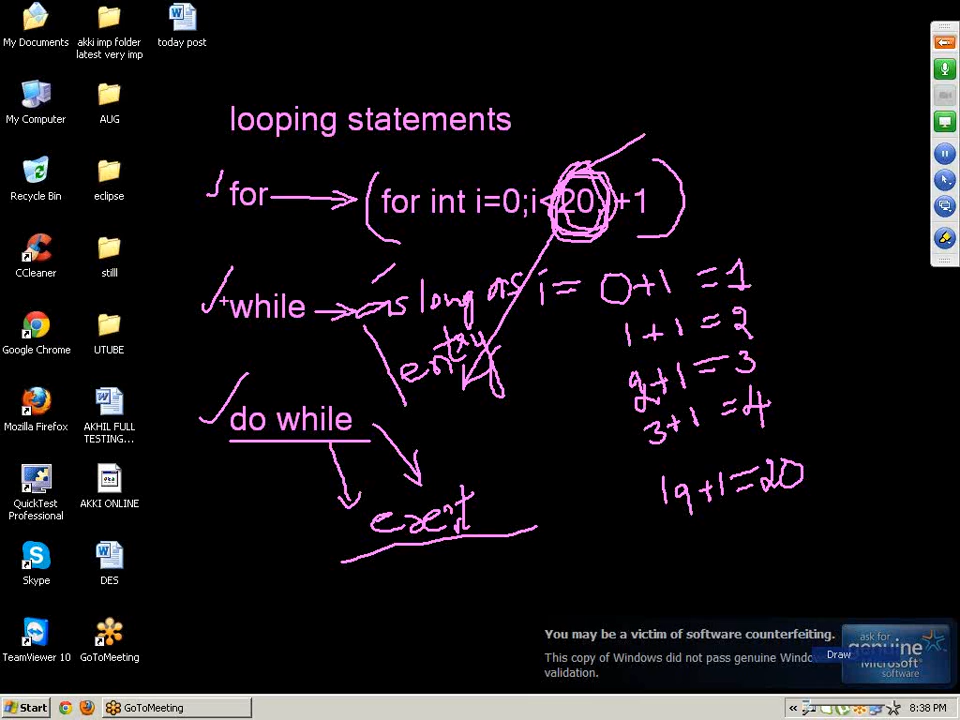 My Documents
akki imp folder
latest very imp
today post
My Computer
AUG
Recycle Bin
eclipse
CCleaner
stilll
Google Chrome
UTUBE
Mozilla Firefox
AKHIL FULL
TESTING...
QuickTest
Professional
AKKI ONLINE
Skype
DES
TeamViewer 10
GoToMeeting
looping statements
for
(for int i=0;i<20, +1)
while
as long as i = 0+1 = 1
1+1 = 2
entry
2+1 = 3
3+1 = 4
19+1=20
do while
exent
You may be a victim of software counterfeiting.
This copy of Windows did not pass genuine
validation.
Draw
ask for
genuine
Microsoft
software
Start
GoToMeeting
8:38 PM